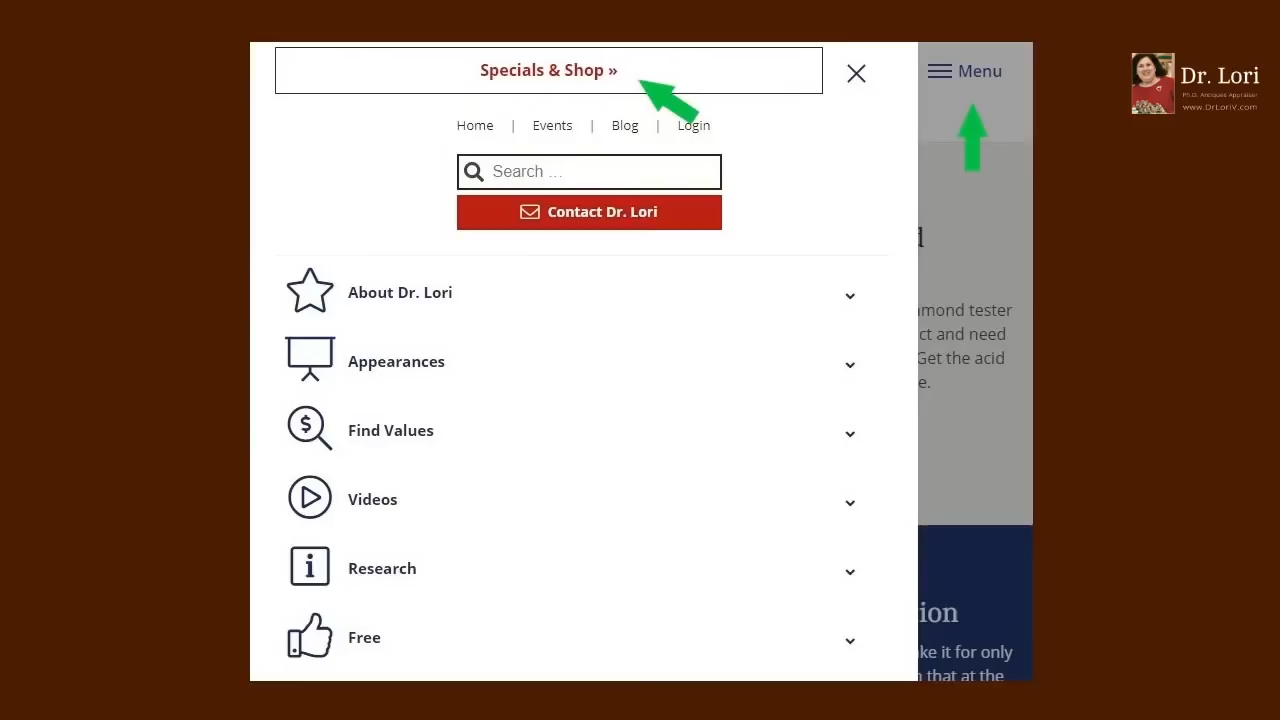 Specials & Shop »
Menu
Dr. Lori
Ph.D. Antiques Appraiser
www.DrLoriV.com
Home | Events | Blog | Login
Search ...
Contact Dr. Lori
About Dr. Lori
Appearances
Find Values
Videos
Research
Free
d
mond tester
ct and need
Get the acid
e.
ion
ke it for only
that at the